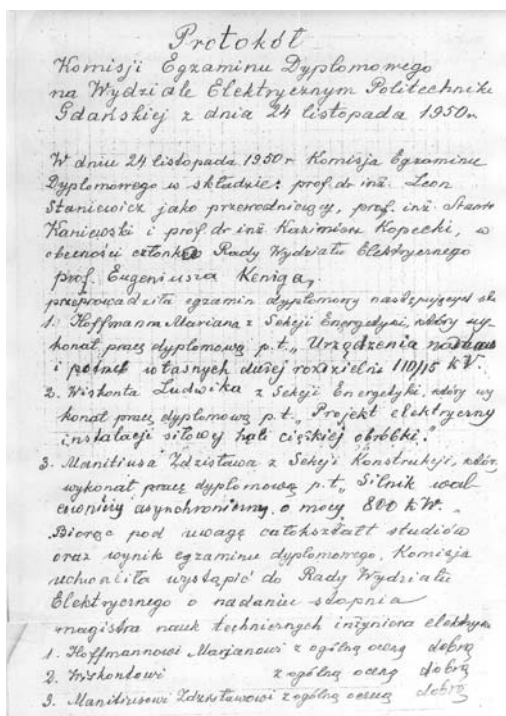 Protokół
Komisji Egzaminu Dyplomowego
na Wydziale Elektrycznym Politechniki
Gdańskiej z dnia 24 listopada 1950r.
W dniu 24 listopada 1950 r Komisja Egzaminu
Dyplomowego w składzie: prof. dr inż. Leon
Staniewicz jako przewodniczący, prof. inż.
Kaniewski i prof. dr inż Kazimierz Kopecki, w
obecności członka Rady Wydziału Elektrycznego
prof. Eugeniusza Keniga,
przeprowadziła egzamin dyplomowy następujących
1. Hoffmanna Mariana z Sekcji Energetyki, który wy-
konał pracę dyplomową p.t. „Urządzenia
i potrzeb własnych dużej rozdzielni 110/15 kV.
2. Wiskonta Ludwika z Sekcji Energetyki, który wy
konał pracę dyplomową p.t. „Projekt elektryczny
instalacji siłowej hali ciężkiej obróbki."
3. Manitiusa Zdzisława z Sekcji Konstrukcji, który
wykonał pracę dyplomową p.t. „Silnik
asynchroniczny o mocy 800 kW.
Biorąc pod uwagę całokształt studiów
oraz wynik egzaminu dyplomowego, Komisja
uchwaliła wystąpić do Rady Wydziału
Elektrycznego o nadanie stopnia
magistra nauk technicznych inżyniera elektryka
1. Hoffmannowi Marjanowi z ogólną oceną dobrą
2. Wiskontowi z ogólną oceną dobrą
3. Manitiusowi Zdzisławowi z ogólną oceną dobrą